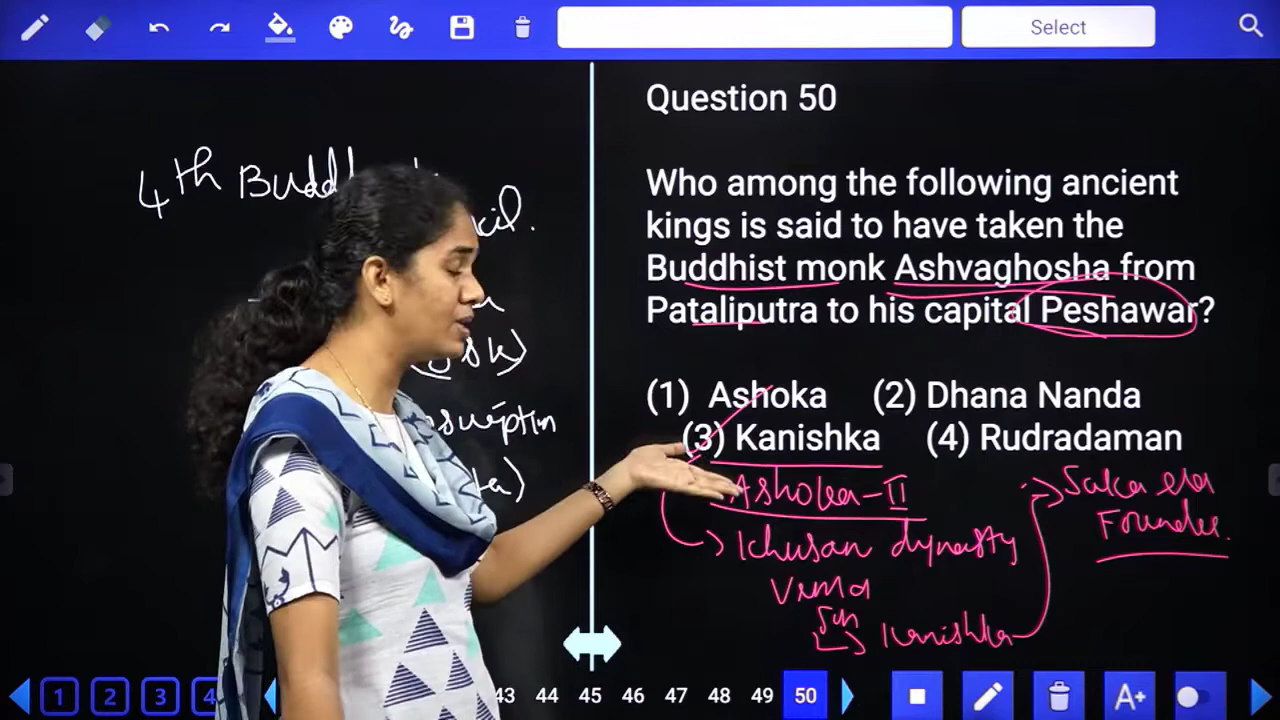 Select
4th Budd
cil.
Question 50
Who among the following ancient
kings is said to have taken the
Buddhist monk Ashvaghosha from
Pataliputra to his capital Peshawar?
(1) Ashoka (2) Dhana Nanda
(3) Kanishka (4) Rudradaman
Ashoka-II
Saka era
Founder.
Khusan dynasty
Vima
Son
Kanishka
1 2 3 4 43 44 45 46 47 48 49 50 A+